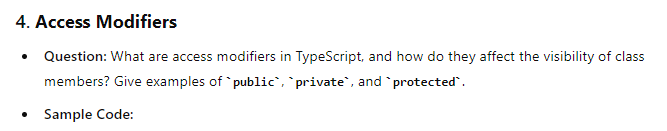 4. Access Modifiers
• Question: What are access modifiers in TypeScript, and how do they affect the visibility of class
members? Give examples of `public`, `private`, and `protected`.
• Sample Code: